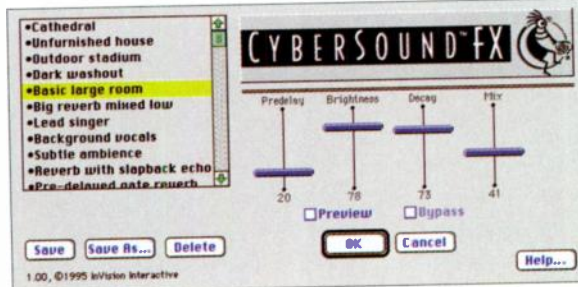 •Cathedral
•Unfurnished house
•Outdoor stadium
•Dark washout
•Basic large room
•Big reverb mixed low
•Lead singer
•Background vocals
•Subtle ambience
•Reverb with slapback echo
•Pre-delayed gate reverb
CYBERSOUND™FX
Predelay Brightness Decay Mix
20 78 73 41
Preview Bypass
Save Save As... Delete OK Cancel
Help...
1.00, ©1995 InVision Interactive